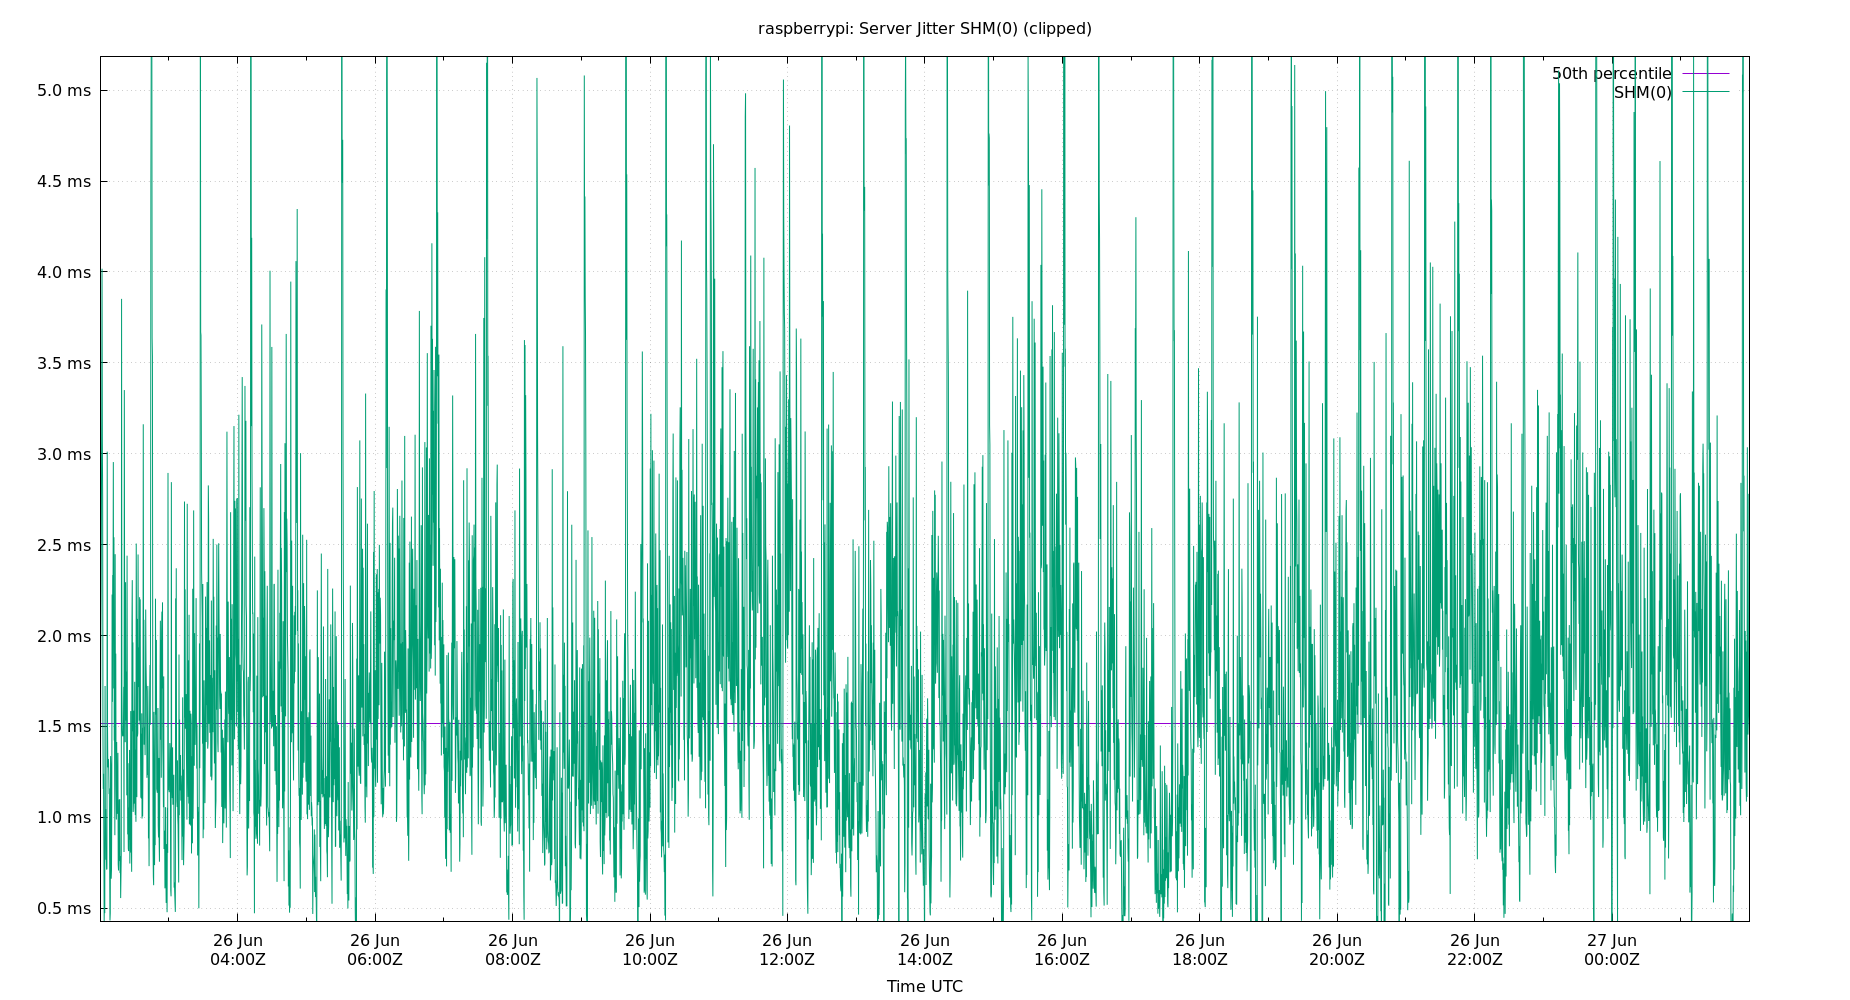 raspberrypi: Server Jitter SHM(0) (clipped)
50th percentile
SHM(0)
5.0 ms
4.5 ms
4.0 ms
3.5 ms
3.0 ms
2.5 ms
2.0 ms
1.5 ms
1.0 ms
0.5 ms
26 Jun 26 Jun 26 Jun 26 Jun 26 Jun 26 Jun 26 Jun 26 Jun 26 Jun 26 Jun 27 Jun
04:00Z 06:00Z 08:00Z 10:00Z 12:00Z 14:00Z 16:00Z 18:00Z 20:00Z 22:00Z 00:00Z
Time UTC